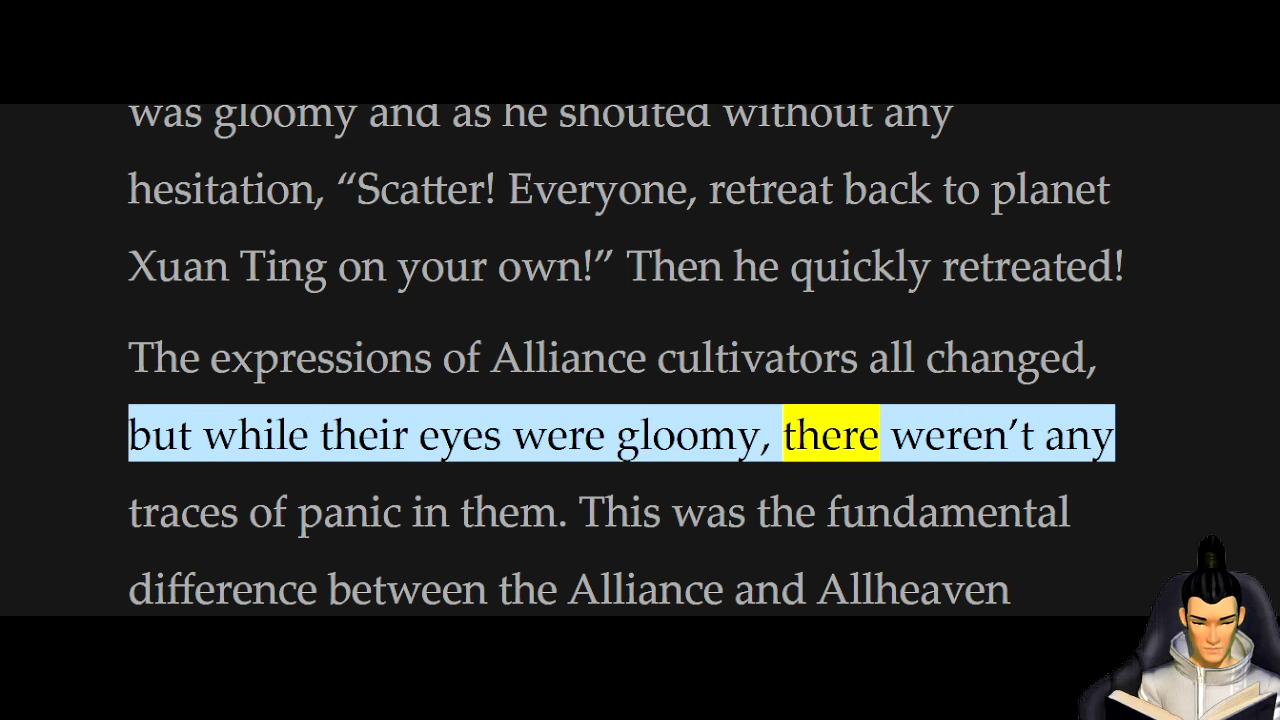 was gloomy and as he shouted without any
hesitation, “Scatter! Everyone, retreat back to planet
Xuan Ting on your own!” Then he quickly retreated!
The expressions of Alliance cultivators all changed,
but while their eyes were gloomy, there weren’t any
traces of panic in them. This was the fundamental
difference between the Alliance and Allheaven